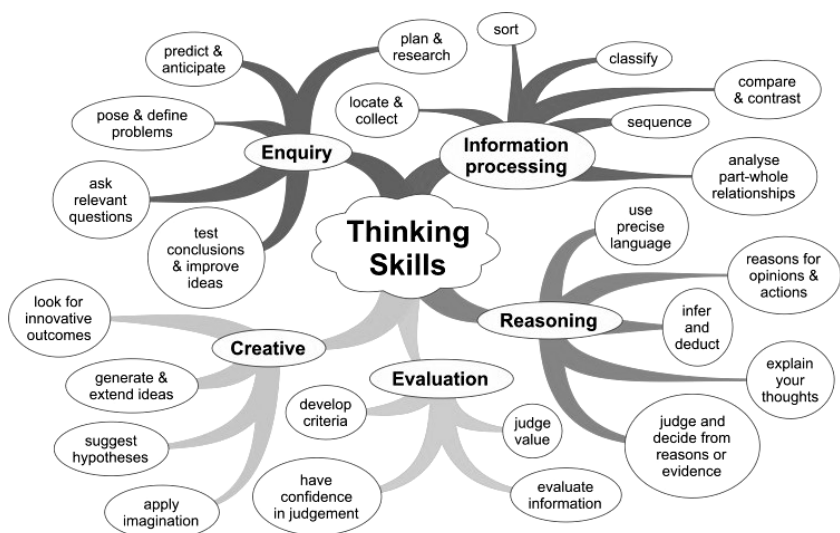 Thinking
Skills
Enquiry
predict &
anticipate
plan &
research
pose & define
problems
ask
relevant
questions
test
conclusions
& improve
ideas
Information
processing
sort
classify
locate &
collect
compare
& contrast
sequence
analyse
part-whole
relationships
Reasoning
use
precise
language
reasons for
opinions &
actions
infer
and
deduct
explain
your
thoughts
judge and
decide from
reasons or
evidence
Evaluation
develop
criteria
judge
value
have
confidence
in judgement
evaluate
information
Creative
look for
innovative
outcomes
generate &
extend ideas
suggest
hypotheses
apply
imagination